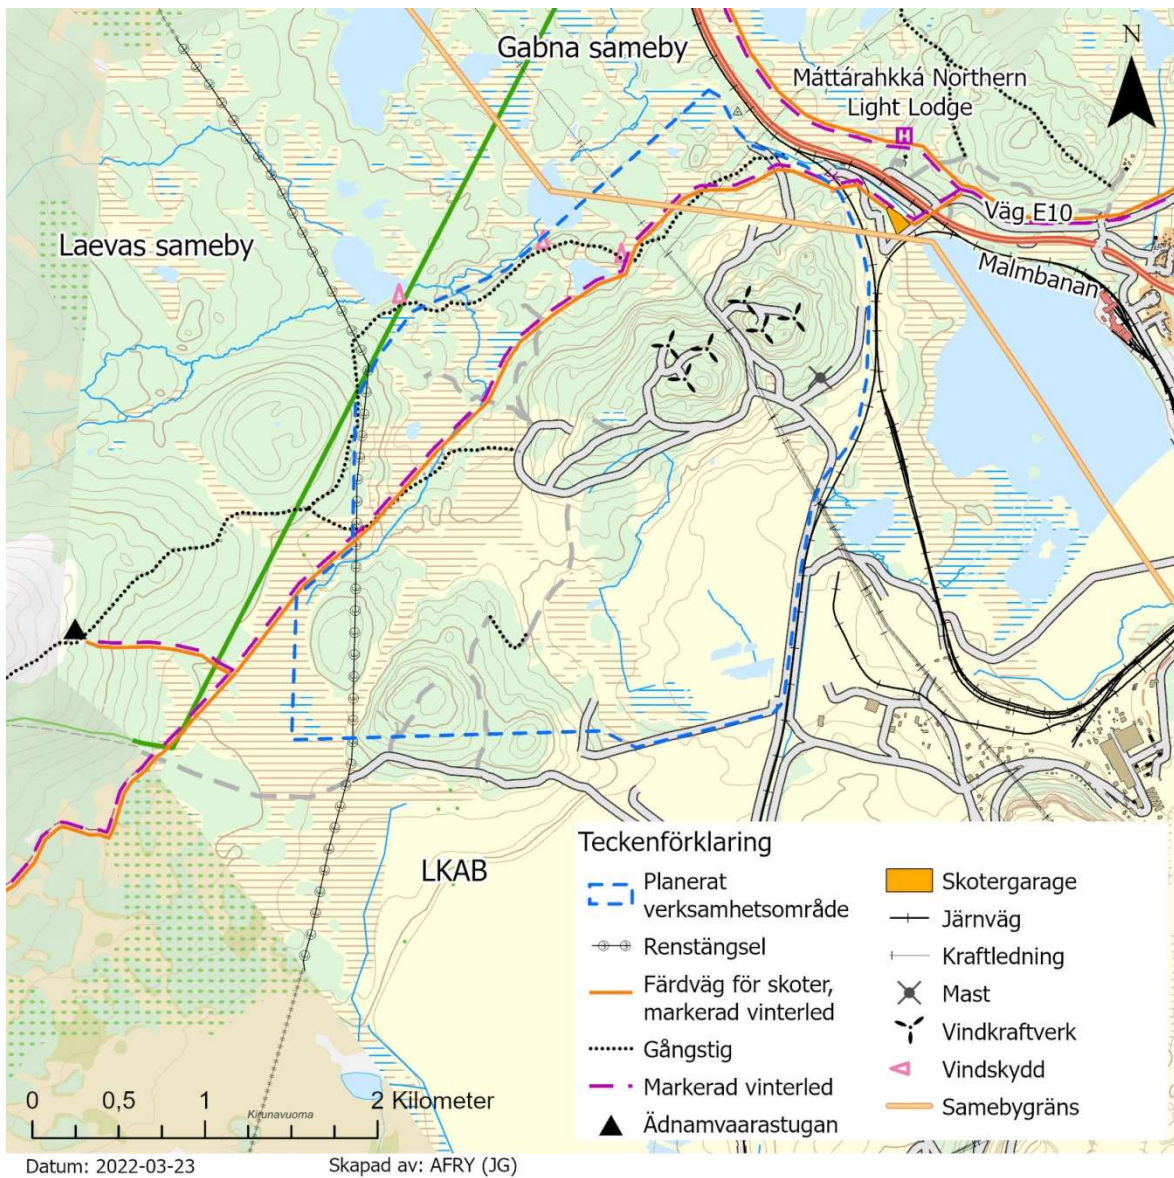 Gabna sameby
N
Máttárahkká Northern
Light Lodge
H
Väg E10
Malmbanan
Laevas sameby
LKAB
Teckenförklaring
Planerat
verksamhetsområde
Renstängsel
Färdväg för skoter,
markerad vinterled
Gångstig
Markerad vinterled
Ädnamvaarastugan
Skotergarage
Järnväg
Kraftledning
Mast
Vindkraftverk
Vindskydd
Samebygräns
0 0,5 1 2 Kilometer
Kirunavuoma
Datum: 2022-03-23 Skapad av: AFRY (JG)